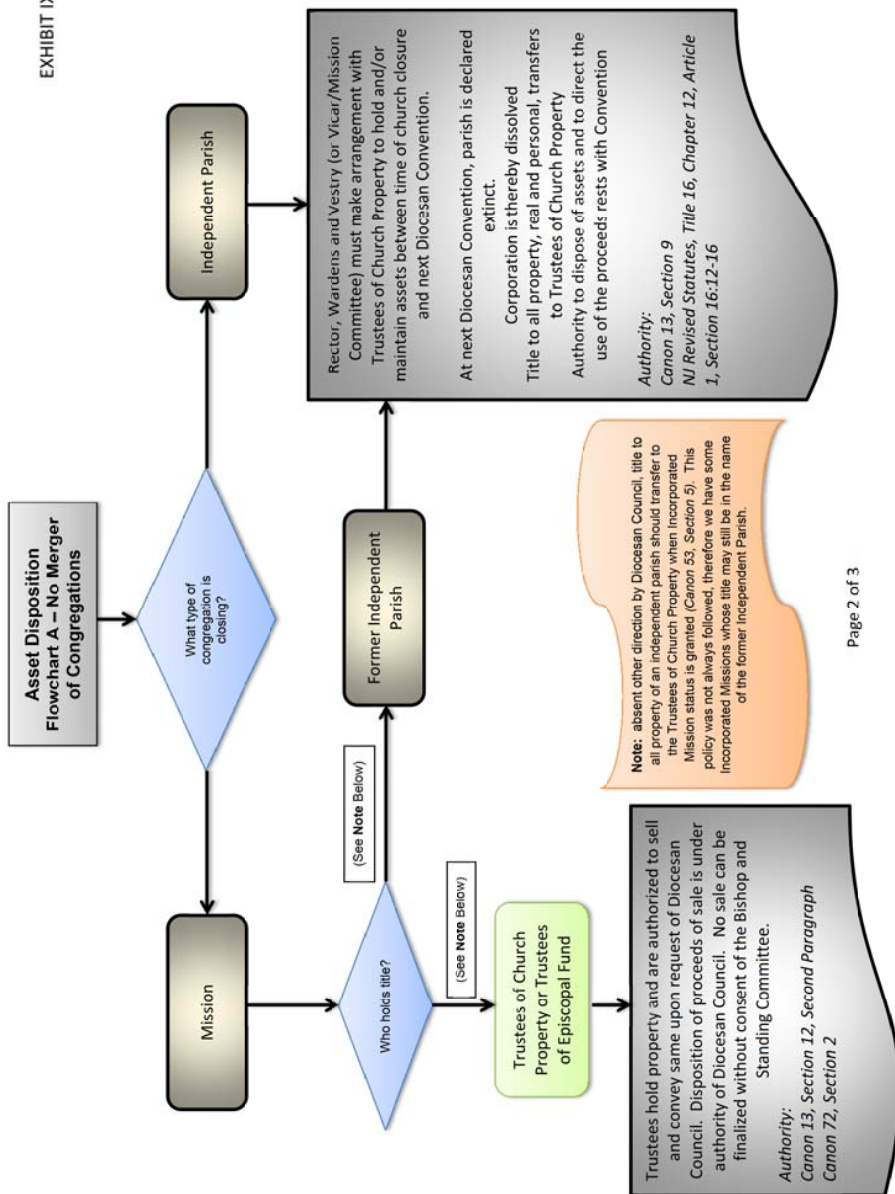 EXHIBIT IX
Asset Disposition
Flowchart A – No Merger
of Congregations
What type of
congregation is
closing?
Mission
Independent Parish
Who holds title?
(See Note Below)
Former Independent
Parish
(See Note Below)
Trustees of Church
Property or Trustees
of Episcopal Fund
Rector, Wardens and Vestry (or Vicar/Mission
Committee) must make arrangement with
Trustees of Church Property to hold and/or
maintain assets between time of church closure
and next Diocesan Convention.
At next Diocesan Convention, parish is declared
extinct.
Corporation is thereby dissolved
Title to all property, real and personal, transfers
to Trustees of Church Property
Authority to dispose of assets and to direct the
use of the proceeds rests with Convention
Authority:
Canon 13, Section 9
NJ Revised Statutes, Title 16, Chapter 12, Article
1, Section 16:12-16
Trustees hold property and are authorized to sell
and convey same upon request of Diocesan
Council. Disposition of proceeds of sale is under
authority of Diocesan Council. No sale can be
finalized without consent of the Bishop and
Standing Committee.
Authority:
Canon 13, Section 12, Second Paragraph
Canon 72, Section 2
Note: absent other direction by Diocesan Council, title to
all property of an independent parish should transfer to
the Trustees of Church Property when Incorporated
Mission status is granted (Canon 53, Section 5). This
policy was not always followed, therefore we have some
Incorporated Missions whose title may still be in the name
of the former Independent Parish.
Page 2 of 3